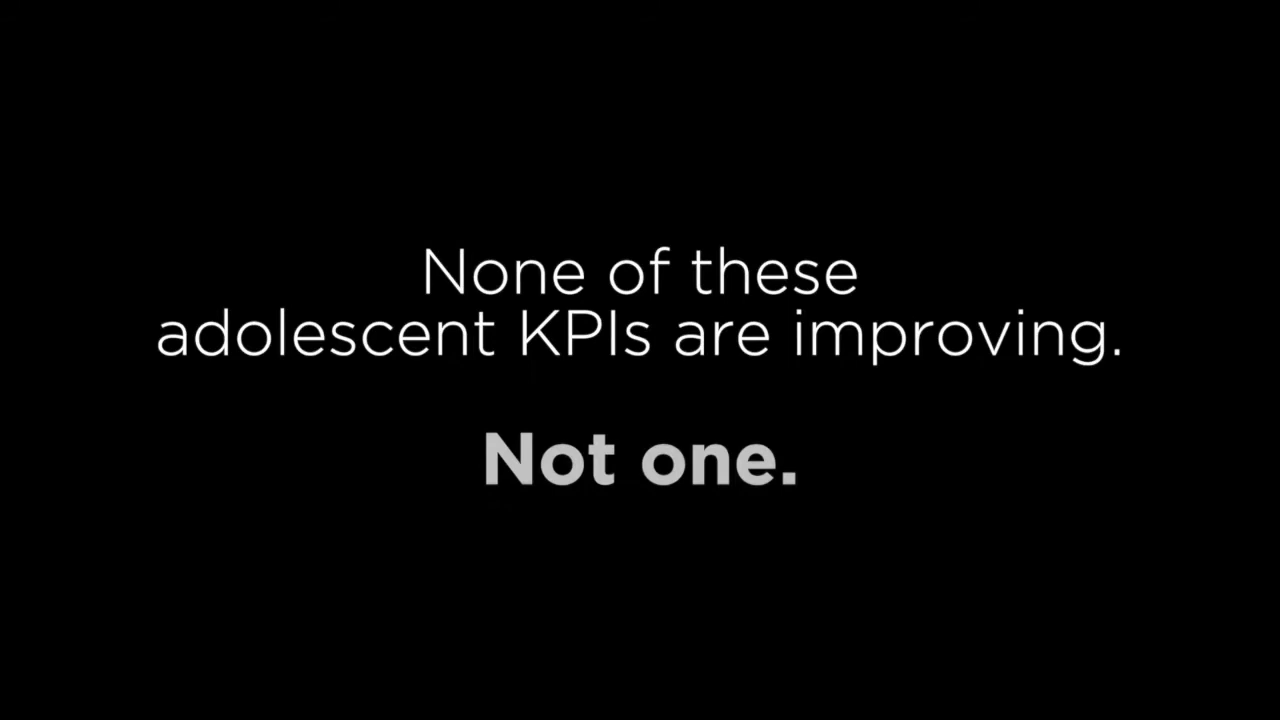 None of these
adolescent KPIs are improving.
Not one.